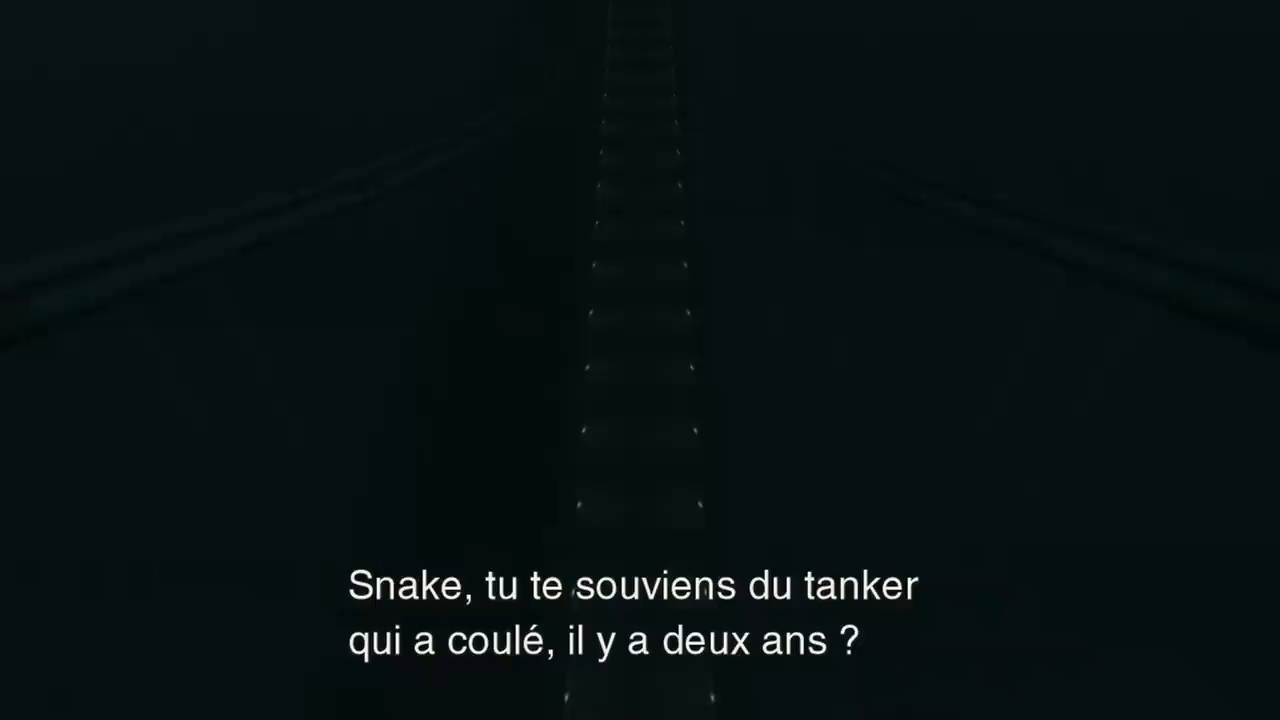 Snake, tu te souviens du tanker
qui a coulé, il y a deux ans ?